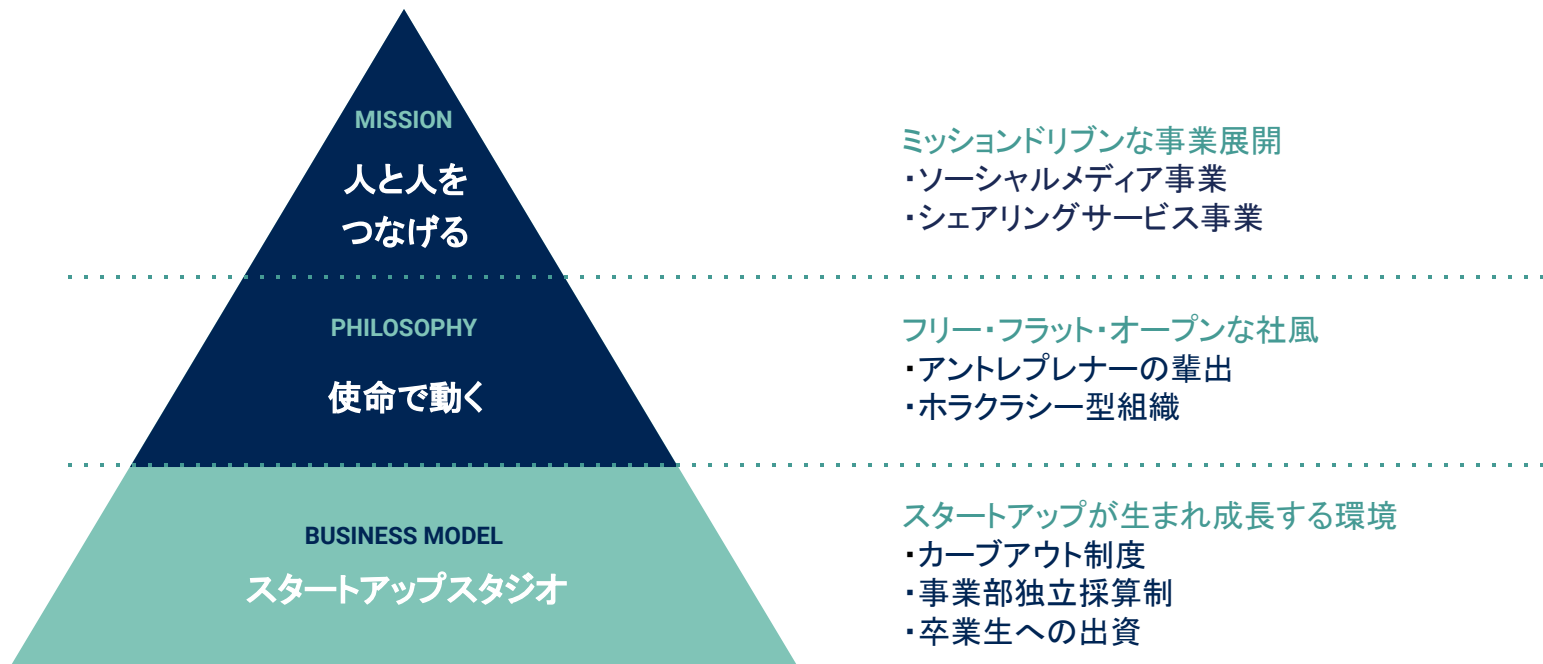 MISSION
人と人を
つなげる
ミッションドリブンな事業展開
・ソーシャルメディア事業
・シェアリングサービス事業
PHILOSOPHY
使命で動く
フリー・フラット・オープンな社風
・アントレプレナーの輩出
・ホラクラシー型組織
BUSINESS MODEL
スタートアップスタジオ
スタートアップが生まれ成長する環境
・カーブアウト制度
・事業部独立採算制
・卒業生への出資